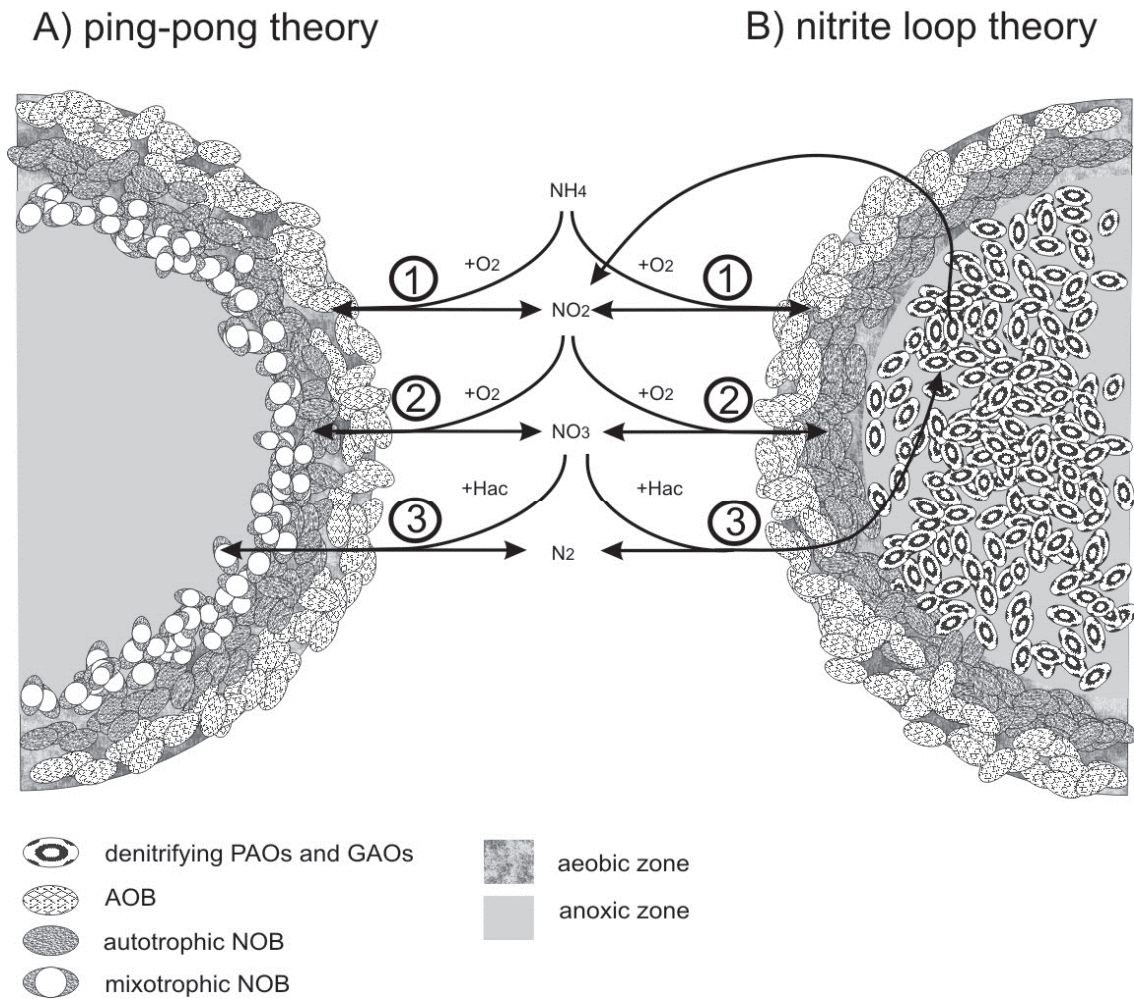 A) ping-pong theory
B) nitrite loop theory
NH4
+O2
+O2
1
1
NO2
+O2
+O2
2
2
NO3
+Hac
+Hac
3
3
N2
denitrifying PAOs and GAOs
AOB
autotrophic NOB
mixotrophic NOB
aeobic zone
anoxic zone